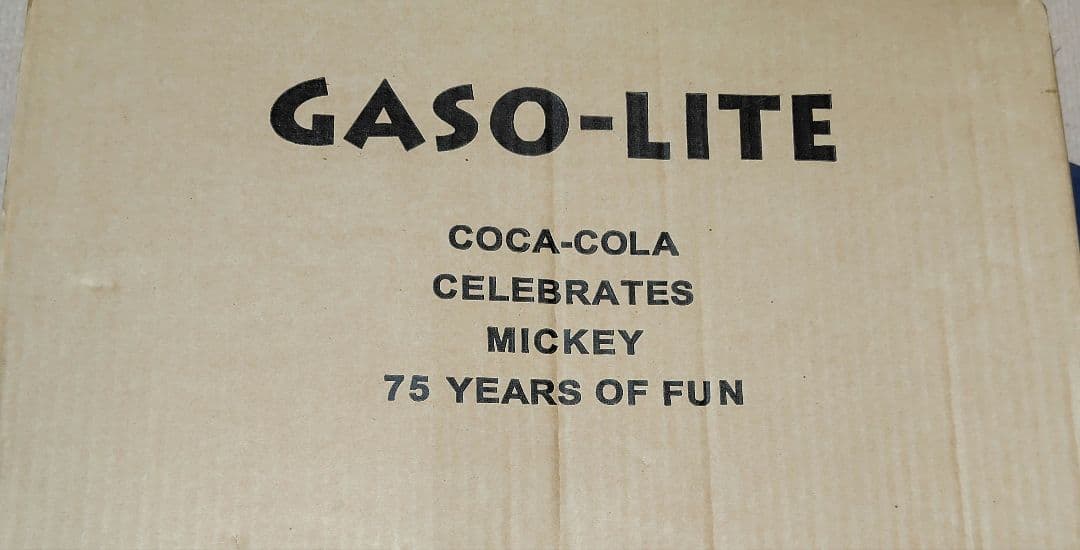 GASO-LITE
COCA-COLA
CELEBRATES
MICKEY
75 YEARS OF FUN